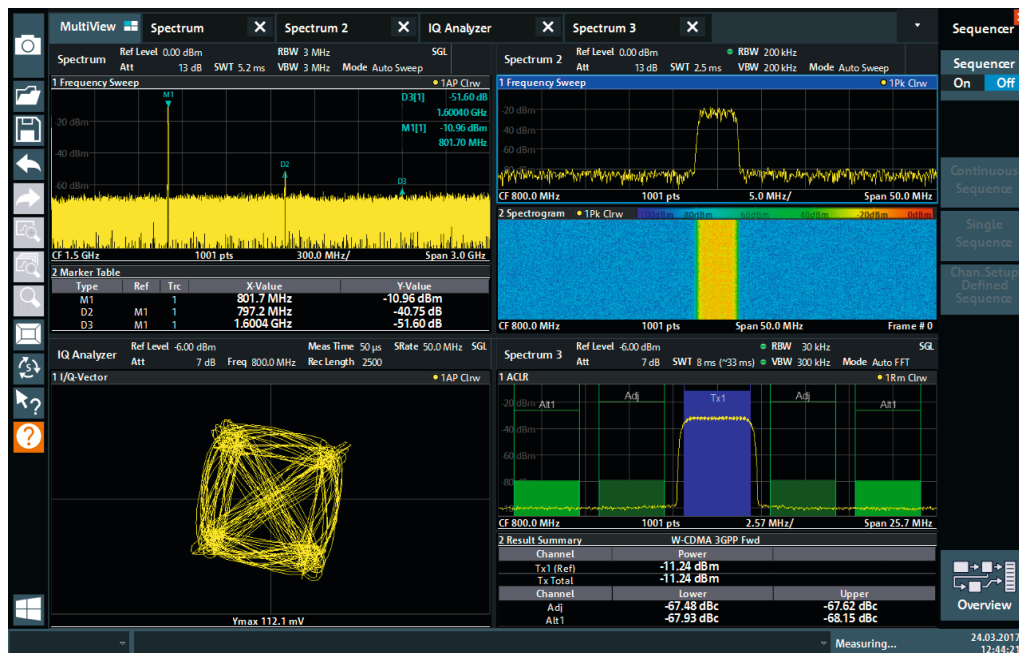 MultiView Spectrum Spectrum 2 IQ Analyzer Spectrum 3 Sequencer
Spectrum
Ref Level 0.00 dBm RBW 3 MHz SGL
Att 13 dB SWT 5.2 ms VBW 3 MHz Mode Auto Sweep
1 Frequency Sweep 1AP Clrw
M1
D3[1] -51.60 dB
1.60040 GHz
M1[1] -10.96 dBm
801.70 MHz
-20 dBm
-40 dBm
D2
D3
-60 dBm
CF 1.5 GHz 1001 pts 300.0 MHz/ Span 3.0 GHz
2 Marker Table
Type Ref Trc X-Value Y-Value
M1 1 801.7 MHz -10.96 dBm
D2 M1 1 797.2 MHz -40.75 dB
D3 M1 1 1.6004 GHz -51.60 dB
Spectrum 2
Ref Level 0.00 dBm RBW 200 kHz
Att 13 dB SWT 2.5 ms VBW 200 kHz Mode Auto Sweep
1 Frequency Sweep 1Pk Clrw
-20 dBm
-40 dBm
-60 dBm
CF 800.0 MHz 1001 pts 5.0 MHz/ Span 50.0 MHz
2 Spectrogram 1Pk Clrw -20dBm 0dBm
CF 800.0 MHz 1001 pts Span 50.0 MHz Frame # 0
IQ Analyzer
Ref Level -6.00 dBm Meas Time 50 µs SRate 50.0 MHz SGL
Att 7 dB Freq 800.0 MHz Rec Length 2500
1 I/Q-Vector 1AP Clrw
Ymax 112.1 mV
Spectrum 3
Ref Level -6.00 dBm RBW 30 kHz SGL
Att 7 dB SWT 8 ms (~33 ms) VBW 300 kHz Mode Auto FFT
1 ACLR 1Rm Clrw
Alt1 Adj Tx1 Adj Alt1
-20 dBm
-40 dBm
-60 dBm
CF 800.0 MHz 1001 pts 2.57 MHz/ Span 25.7 MHz
2 Result Summary W-CDMA 3GPP Fwd
Channel Power
Tx1 (Ref) -11.24 dBm
Tx Total -11.24 dBm
Channel Lower Upper
Adj -67.48 dBc -67.62 dBc
Alt1 -67.93 dBc -68.15 dBc
Sequencer
On Off
Continuous
Sequence
Single
Sequence
Chan.Setup
Defined
Sequence
Overview
Measuring...
24.03.2017
12:44:21